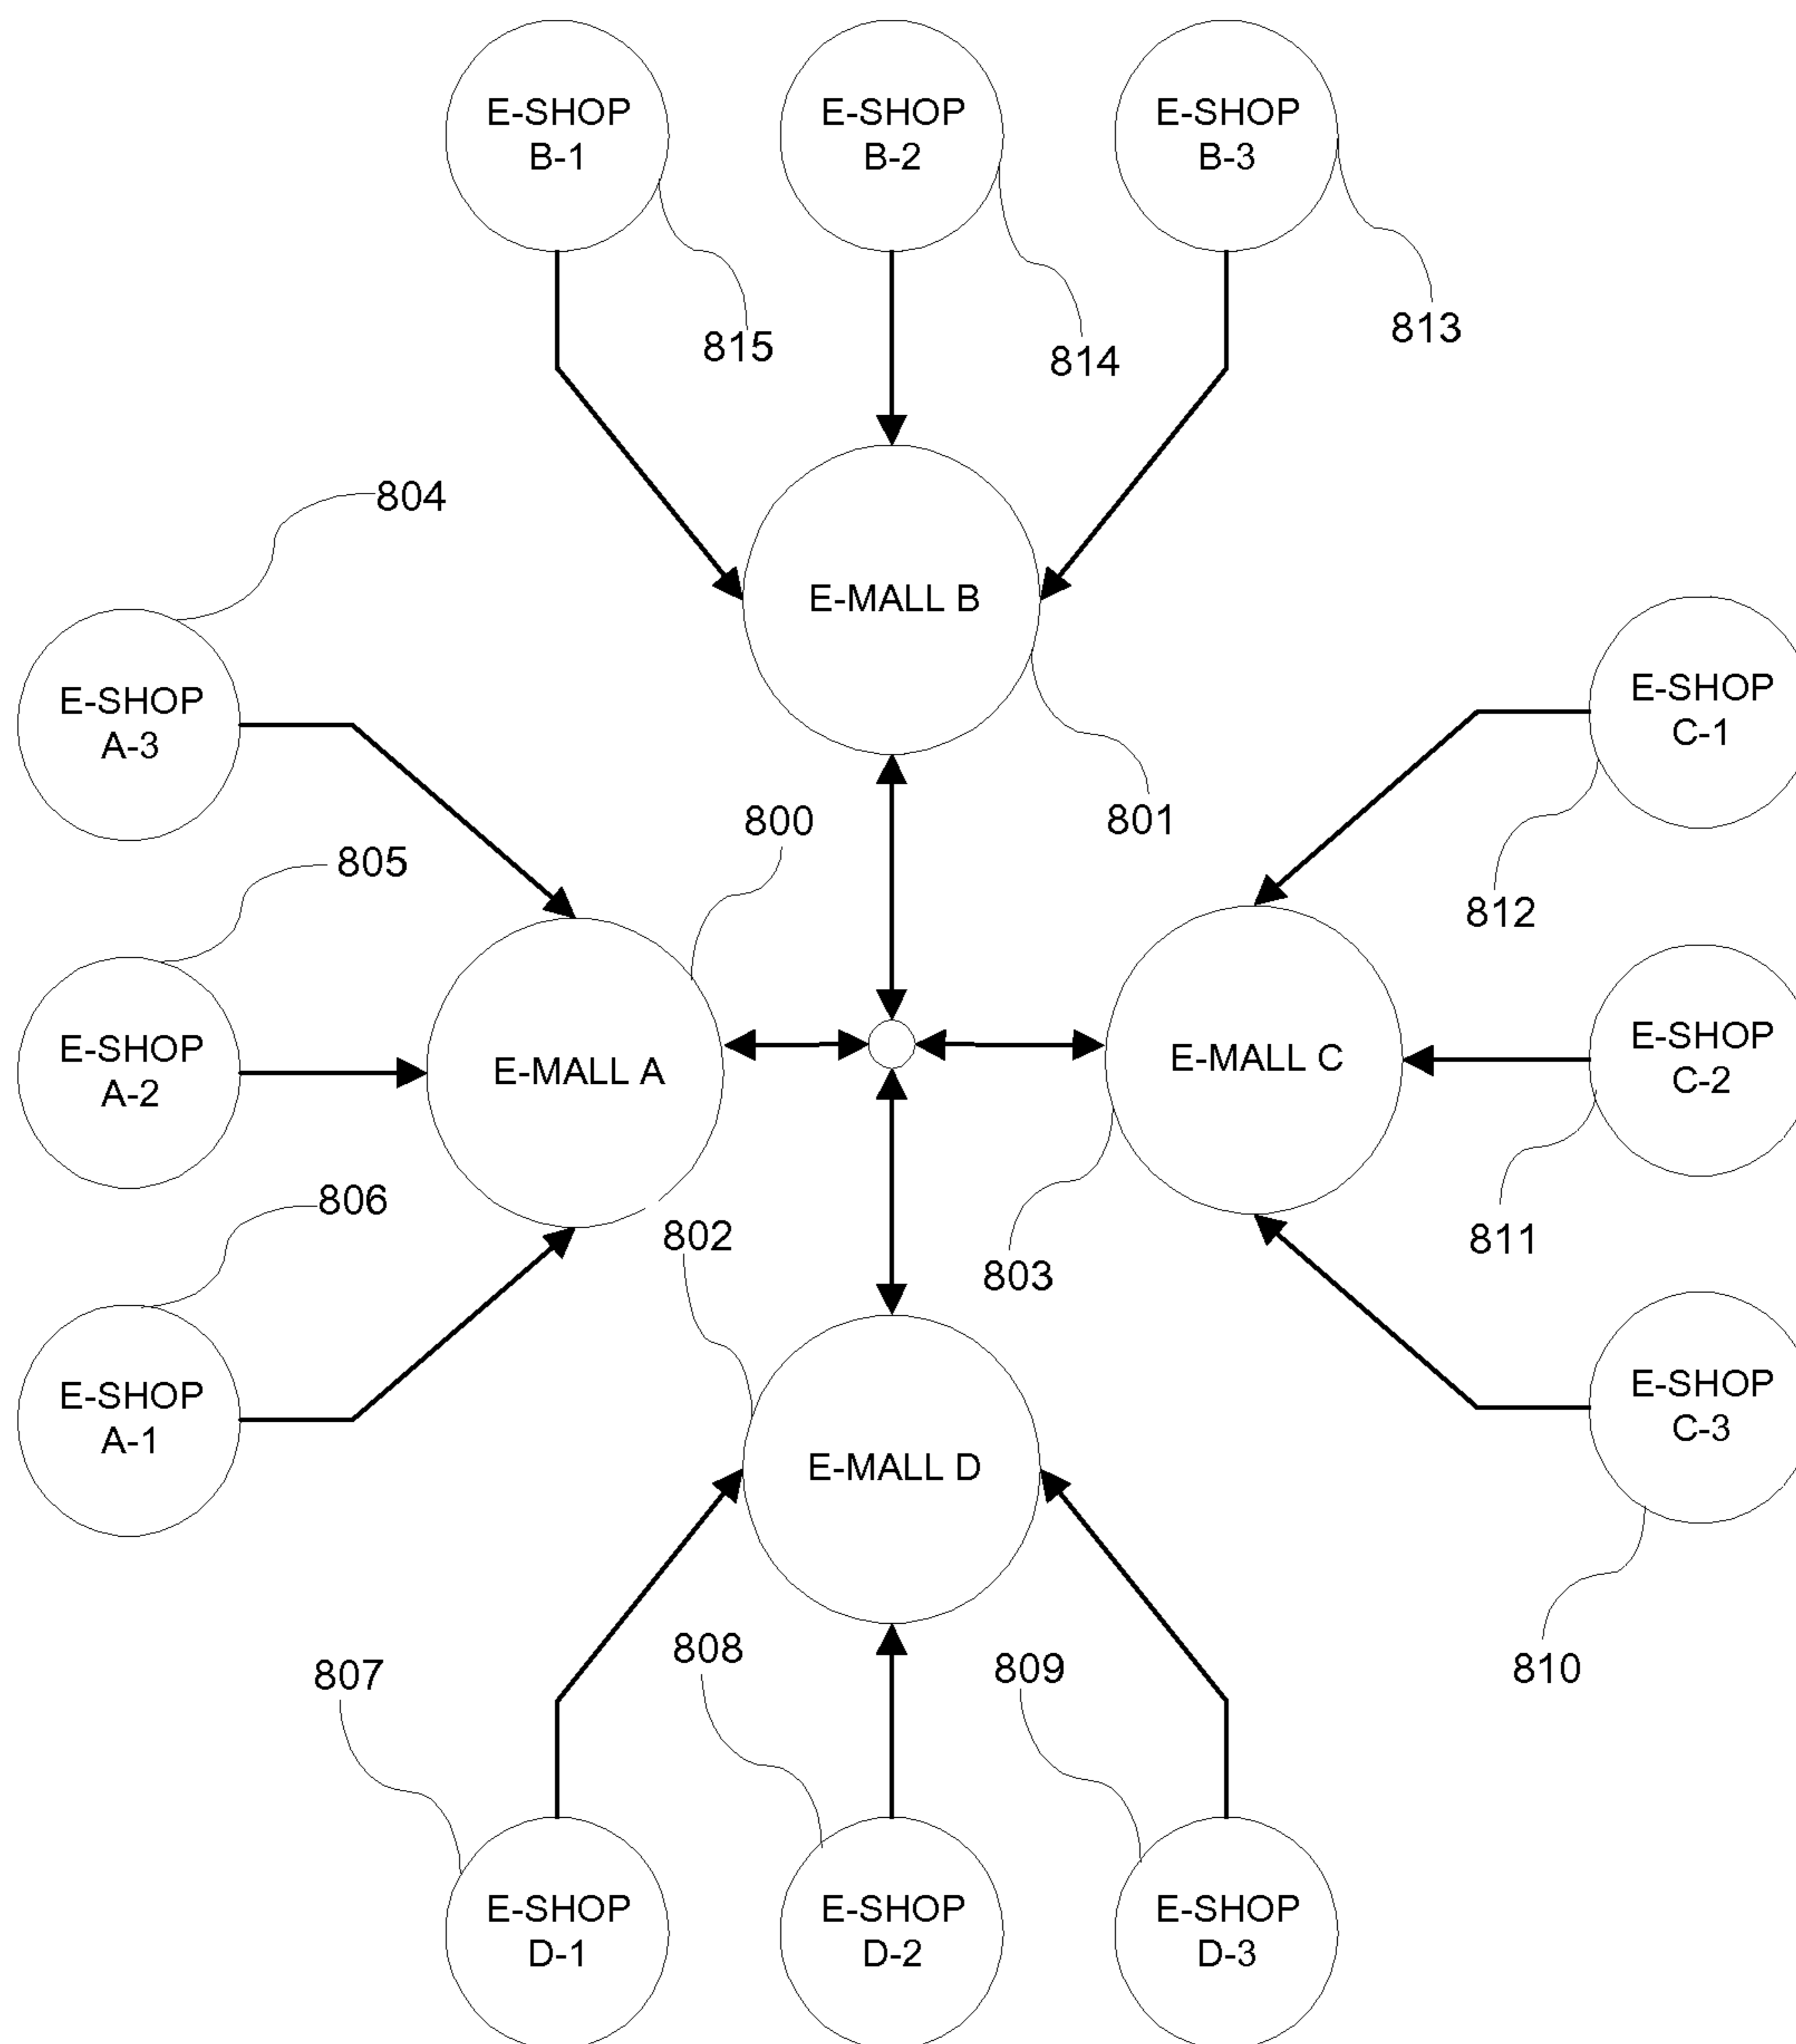 E-SHOP
B-1
E-SHOP
B-2
E-SHOP
B-3
815
814
813
804
E-MALL B
E-SHOP
A-3
E-SHOP
C-1
800
801
805
812
E-SHOP
A-2
E-MALL A
E-MALL C
E-SHOP
C-2
806
802
803
811
E-SHOP
A-1
E-SHOP
C-3
E-MALL D
807
808
809
810
E-SHOP
D-1
E-SHOP
D-2
E-SHOP
D-3